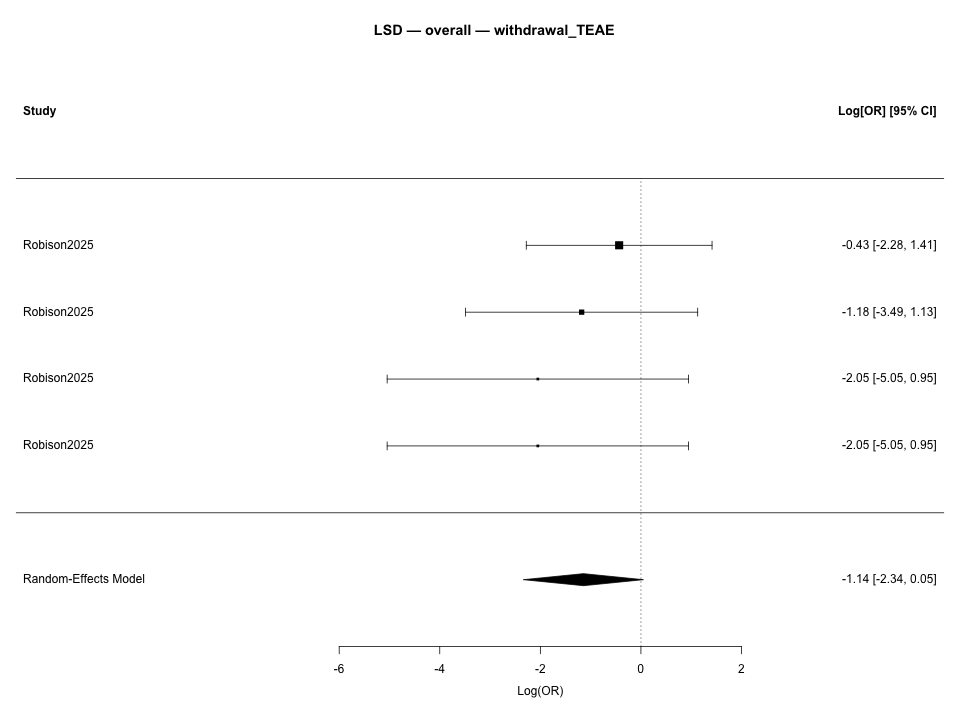 LSD — overall — withdrawal_TEAE
Study Log[OR] [95% CI]
Robison2025 -0.43 [-2.28, 1.41]
Robison2025 -1.18 [-3.49, 1.13]
Robison2025 -2.05 [-5.05, 0.95]
Robison2025 -2.05 [-5.05, 0.95]
Random-Effects Model -1.14 [-2.34, 0.05]
-6 -4 -2 0 2
Log(OR)